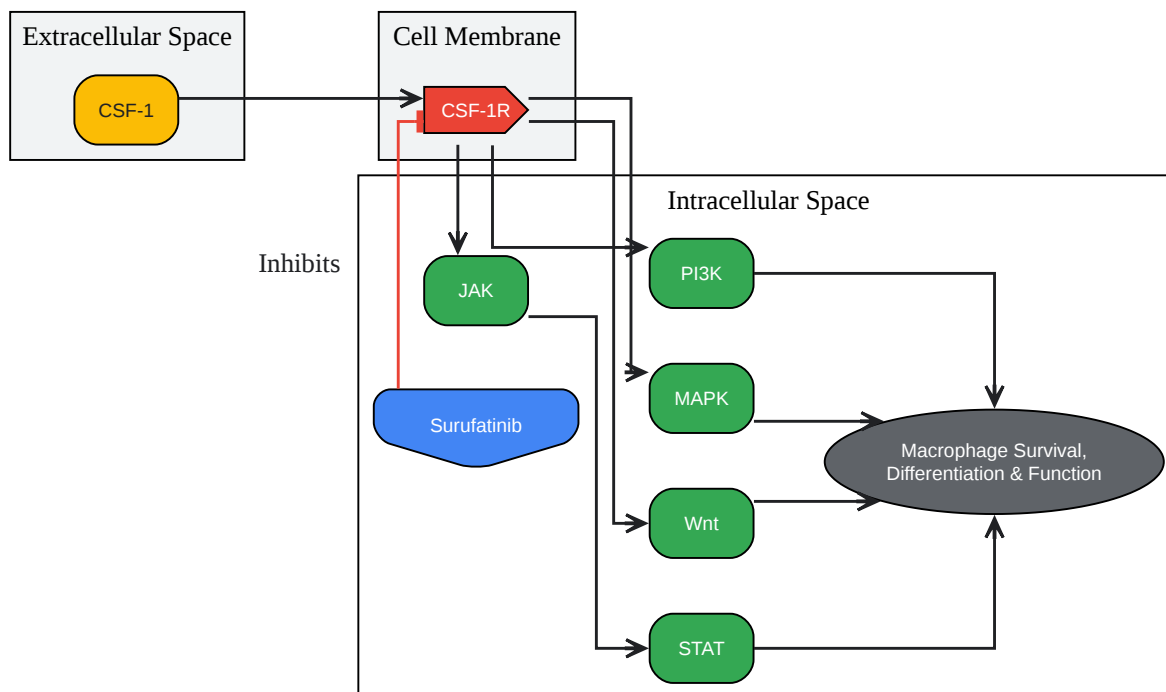 Extracellular Space
Cell Membrane
CSF-1
CSF-1R
Intracellular Space
Inhibits
JAK
PI3K
Surufatinib
MAPK
Macrophage Survival,
Differentiation & Function
Wnt
STAT